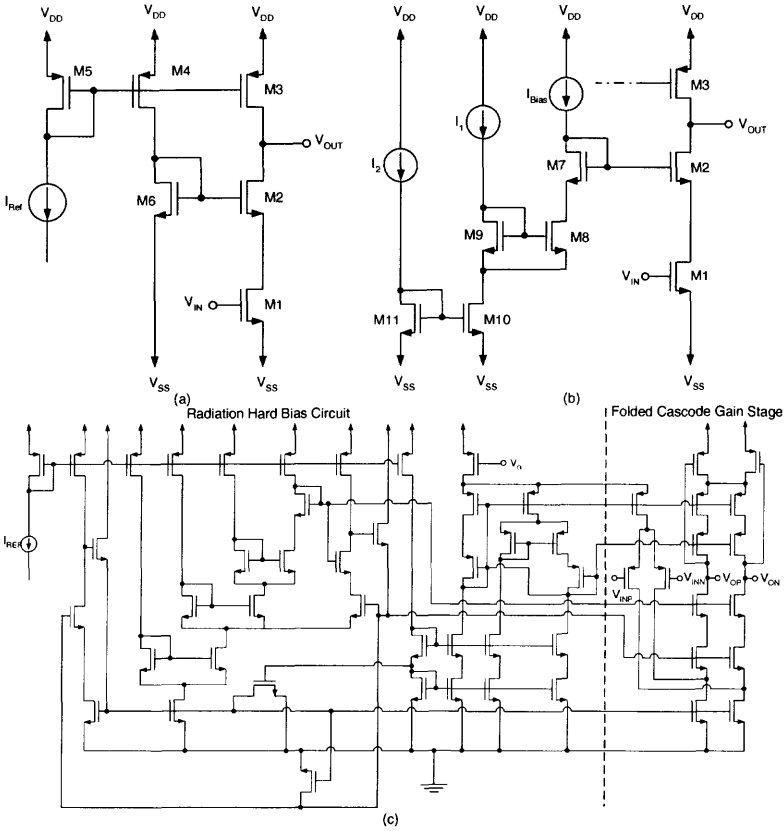 V_DD V_DD V_DD
M5 M4 M3
V_OUT
I_Ref M6 M2
V_IN M1
V_SS V_SS
(a)
V_DD V_DD V_DD V_DD
I_Bias M3
I_1 V_OUT
I_2 M7 M2
M9 M8
V_IN M1
M11 M10
V_SS V_SS V_SS
(b)
Radiation Hard Bias Circuit
Folded Cascode Gain Stage
I_REF
V_INP V_INN V_OP V_ON
(c)